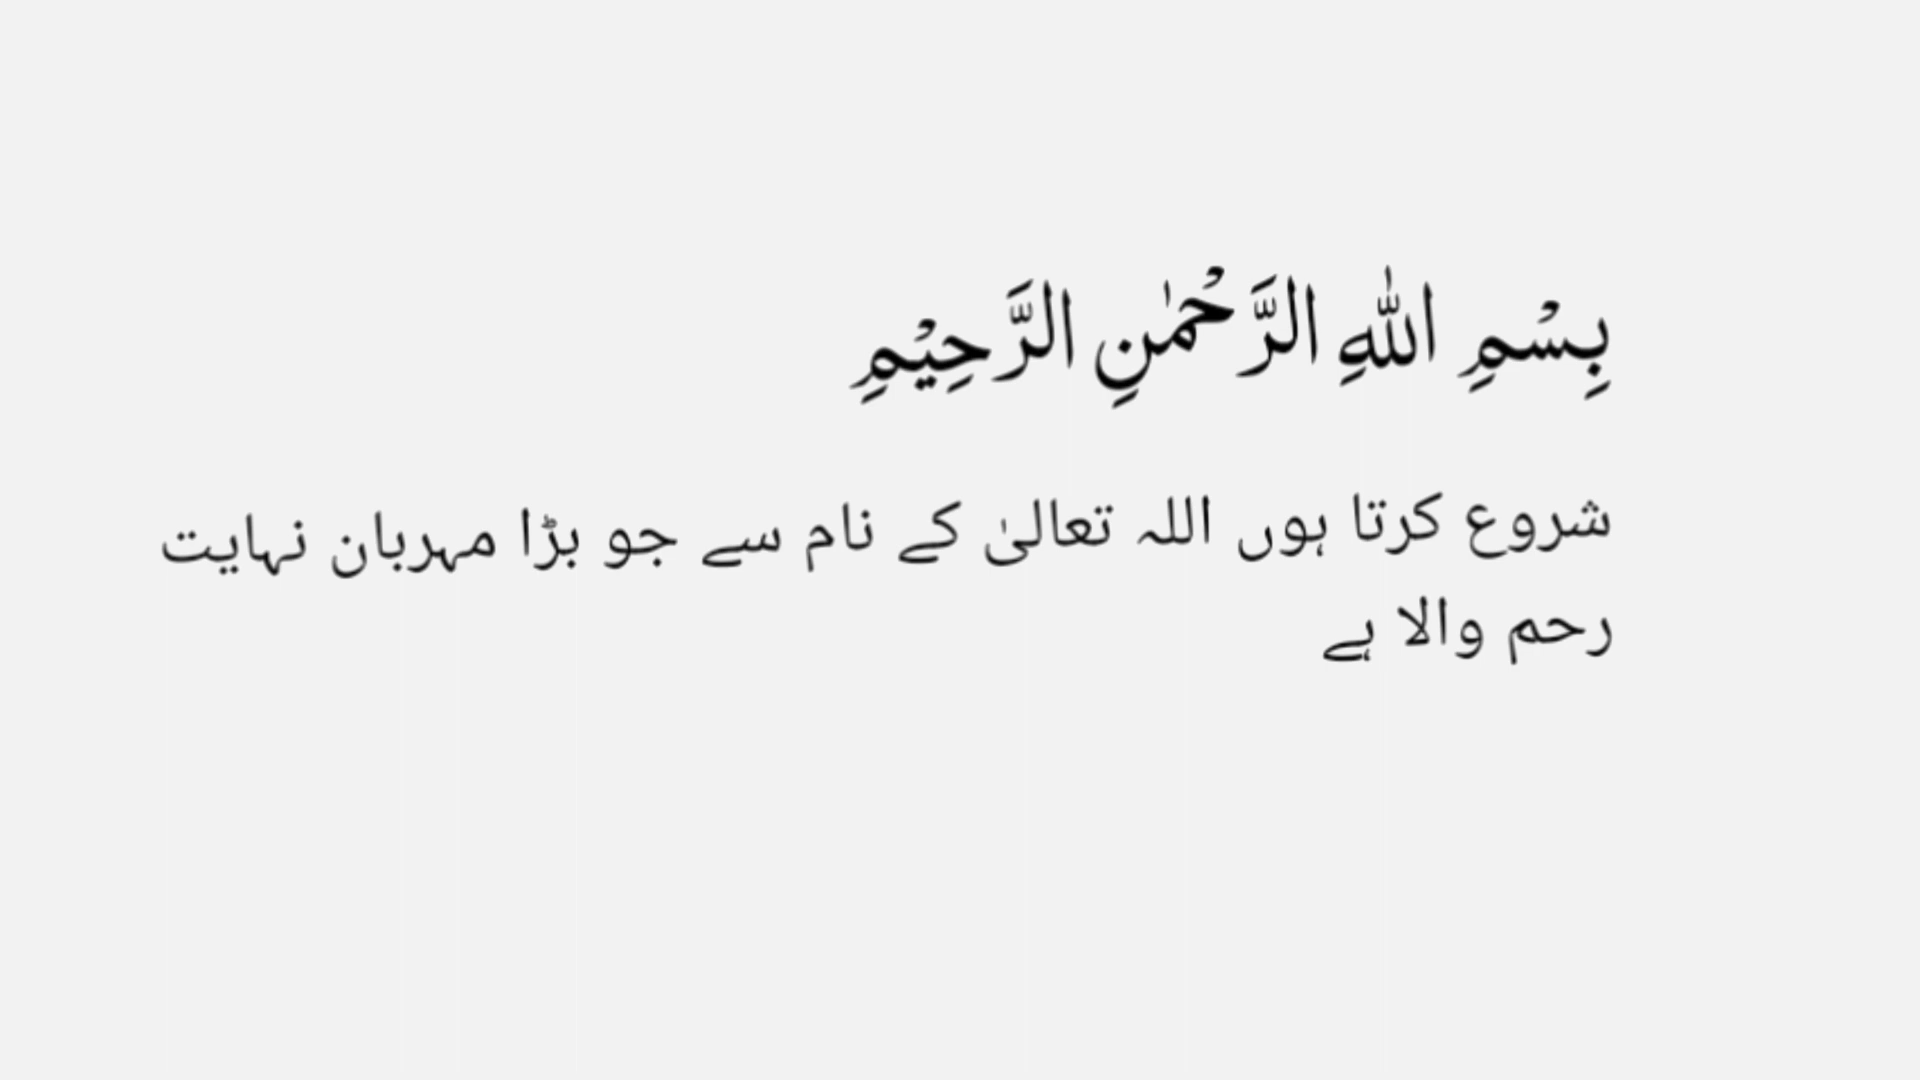 بِسْمِ اللّٰهِ الرَّحْمٰنِ الرَّحِيْمِ
شروع کرتا ہوں اللہ تعالیٰ کے نام سے جو بڑا مہربان نہایت
رحم والا ہے